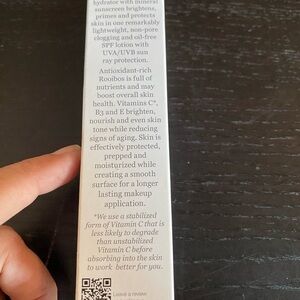 hydrator with mineral
sunscreen brightens,
primes and protects
skin in one remarkably
lightweight, non-pore
clogging and oil-free
SPF lotion with
UVA/UVB sun
ray protection.
Antioxidant-rich
Rooibos is full of
nutrients and may
boost overall skin
health. Vitamins C*,
B3 and E brighten,
nourish and even skin
tone while reducing
signs of aging. Skin is
effectively protected,
prepped and
moisturized while
creating a smooth
surface for a longer
lasting makeup
application.
*We use a stabilized
form of Vitamin C that is
less likely to degrade
than unstabilized
Vitamin C before
absorbing into the skin
to work better for you.
Leave a review